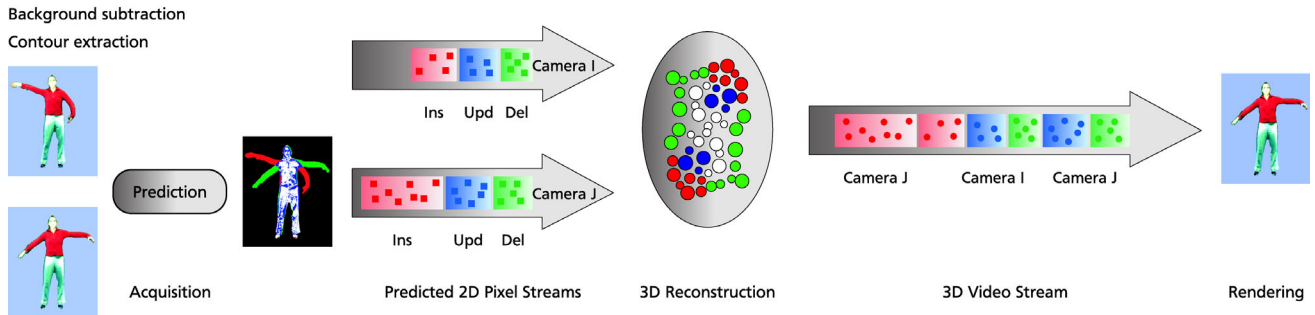 Background subtraction
Contour extraction
Camera I
Ins Upd Del
Prediction
Camera J
Ins Upd Del
Camera J Camera I Camera J
Acquisition Predicted 2D Pixel Streams 3D Reconstruction 3D Video Stream Rendering